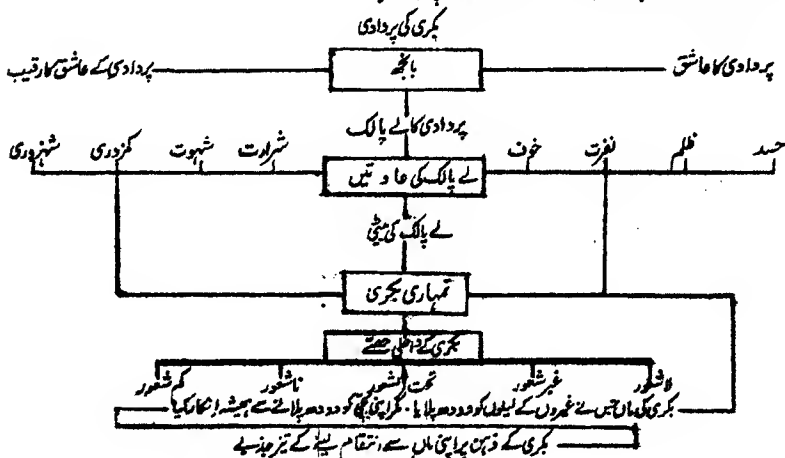 بکری کی پردادی
پردادی کا عاشق
بانجھ
پردادی کے عاشق کا رقیب
پردادی کا لے پالک
حسد ظلم نفرت خوف
لے پالک کی عادتیں
شرارت شہوت کمزوری شہزوری
لے پالک کی بیٹی
تمہاری بکری
بکری کے داخلی حصے
لاشعور غیر شعور تحت الشعور ناشعور کم شعور
بکری کی ماں جس نے غیروں کے لیلوں کو دودھ پلایا۔ مگر اپنی بچی کو دودھ پلانے سے ہمیشہ انکار کیا
بکری کے ذہن پر اپنی ماں سے انتقام لینے کے تیز جذبے